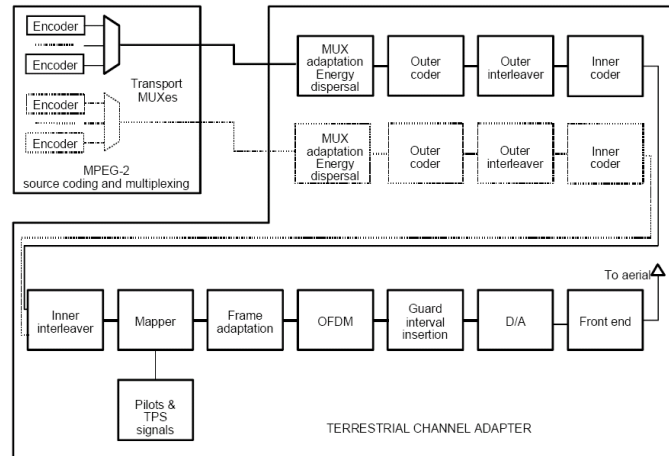 Encoder
Encoder
Transport
MUXes
Encoder
Encoder
MPEG-2
source coding and multiplexing
MUX
adaptation
Energy
dispersal
Outer
coder
Outer
interleaver
Inner
coder
MUX
adaptation
Energy
dispersal
Outer
coder
Outer
interleaver
Inner
coder
To aerial
Inner
interleaver
Mapper
Frame
adaptation
OFDM
Guard
interval
insertion
D/A
Front end
Pilots &
TPS
signals
TERRESTRIAL CHANNEL ADAPTER